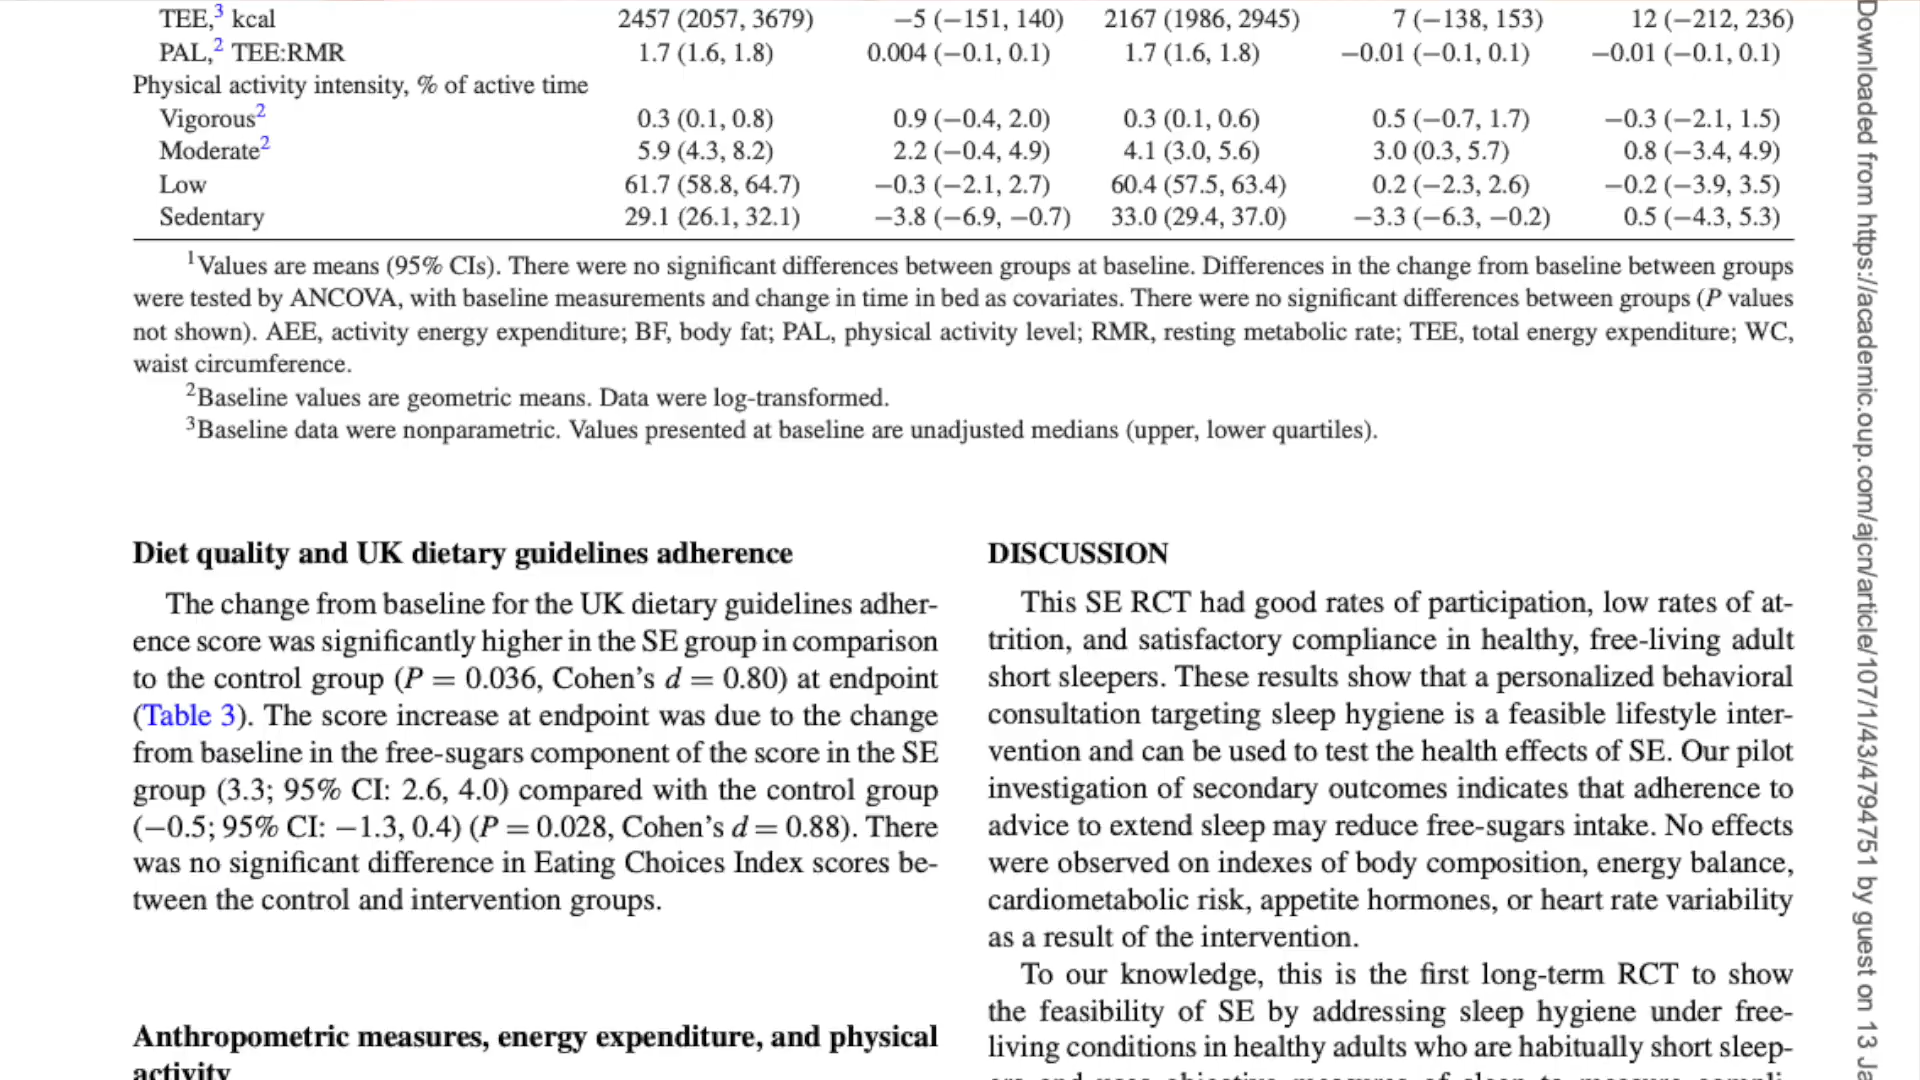 TEE,3 kcal 2457 (2057, 3679) −5 (−151, 140) 2167 (1986, 2945) 7 (−138, 153) 12 (−212, 236)
PAL,2 TEE:RMR 1.7 (1.6, 1.8) 0.004 (−0.1, 0.1) 1.7 (1.6, 1.8) −0.01 (−0.1, 0.1) −0.01 (−0.1, 0.1)
Physical activity intensity, % of active time
Vigorous2 0.3 (0.1, 0.8) 0.9 (−0.4, 2.0) 0.3 (0.1, 0.6) 0.5 (−0.7, 1.7) −0.3 (−2.1, 1.5)
Moderate2 5.9 (4.3, 8.2) 2.2 (−0.4, 4.9) 4.1 (3.0, 5.6) 3.0 (0.3, 5.7) 0.8 (−3.4, 4.9)
Low 61.7 (58.8, 64.7) −0.3 (−2.1, 2.7) 60.4 (57.5, 63.4) 0.2 (−2.3, 2.6) −0.2 (−3.9, 3.5)
Sedentary 29.1 (26.1, 32.1) −3.8 (−6.9, −0.7) 33.0 (29.4, 37.0) −3.3 (−6.3, −0.2) 0.5 (−4.3, 5.3)
1Values are means (95% CIs). There were no significant differences between groups at baseline. Differences in the change from baseline between groups
were tested by ANCOVA, with baseline measurements and change in time in bed as covariates. There were no significant differences between groups (P values
not shown). AEE, activity energy expenditure; BF, body fat; PAL, physical activity level; RMR, resting metabolic rate; TEE, total energy expenditure; WC,
waist circumference.
2Baseline values are geometric means. Data were log-transformed.
3Baseline data were nonparametric. Values presented at baseline are unadjusted medians (upper, lower quartiles).
Diet quality and UK dietary guidelines adherence
The change from baseline for the UK dietary guidelines adher-
ence score was significantly higher in the SE group in comparison
to the control group (P = 0.036, Cohen's d = 0.80) at endpoint
(Table 3). The score increase at endpoint was due to the change
from baseline in the free-sugars component of the score in the SE
group (3.3; 95% CI: 2.6, 4.0) compared with the control group
(−0.5; 95% CI: −1.3, 0.4) (P = 0.028, Cohen's d = 0.88). There
was no significant difference in Eating Choices Index scores be-
tween the control and intervention groups.
Anthropometric measures, energy expenditure, and physical
activity
DISCUSSION
This SE RCT had good rates of participation, low rates of at-
trition, and satisfactory compliance in healthy, free-living adult
short sleepers. These results show that a personalized behavioral
consultation targeting sleep hygiene is a feasible lifestyle inter-
vention and can be used to test the health effects of SE. Our pilot
investigation of secondary outcomes indicates that adherence to
advice to extend sleep may reduce free-sugars intake. No effects
were observed on indexes of body composition, energy balance,
cardiometabolic risk, appetite hormones, or heart rate variability
as a result of the intervention.
To our knowledge, this is the first long-term RCT to show
the feasibility of SE by addressing sleep hygiene under free-
living conditions in healthy adults who are habitually short sleep-
Downloaded from https://academic.oup.com/ajcn/article/107/1/43/4794751 by guest on 13 Ja